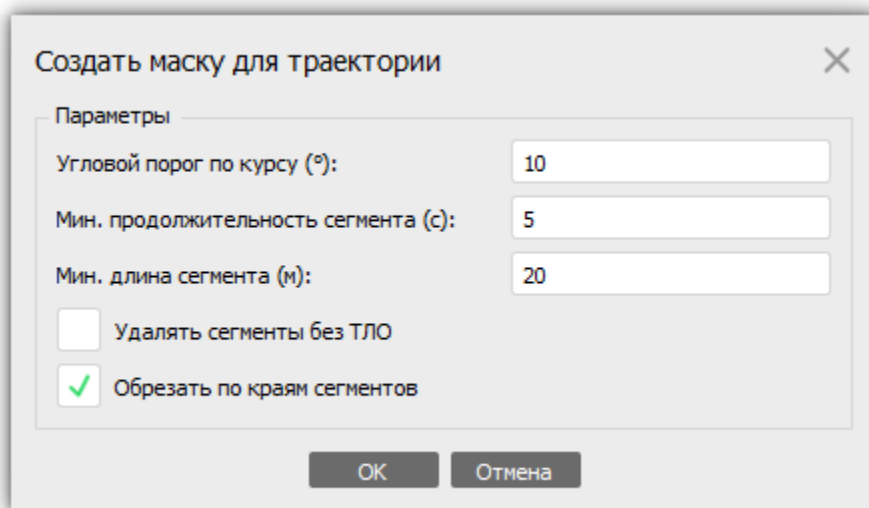 Создать маску для траектории
Параметры
Угловой порог по курсу (°): 10
Мин. продолжительность сегмента (с): 5
Мин. длина сегмента (м): 20
Удалять сегменты без ТЛО
Обрезать по краям сегментов
OK Отмена